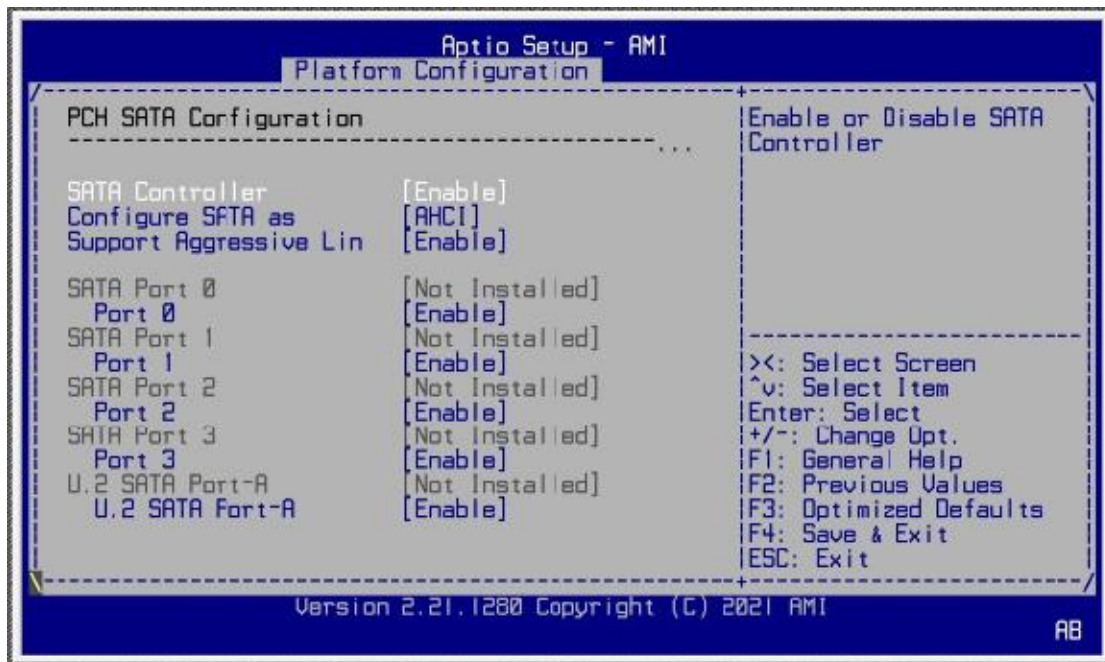 Aptio Setup - AMI
Platform Configuration
PCH SATA Configuration
...
SATA Controller [Enable]
Configure SATA as [AHCI]
Support Aggressive Lin [Enable]
SATA Port 0 [Not Installed]
Port 0 [Enable]
SATA Port 1 [Not Installed]
Port 1 [Enable]
SATA Port 2 [Not Installed]
Port 2 [Enable]
SATA Port 3 [Not Installed]
Port 3 [Enable]
U.2 SATA Port-A [Not Installed]
U.2 SATA Port-A [Enable]
Enable or Disable SATA
Controller
><: Select Screen
^v: Select Item
Enter: Select
+/-: Change Opt.
F1: General Help
F2: Previous Values
F3: Optimized Defaults
F4: Save & Exit
ESC: Exit
Version 2.21.1280 Copyright (C) 2021 AMI
AB